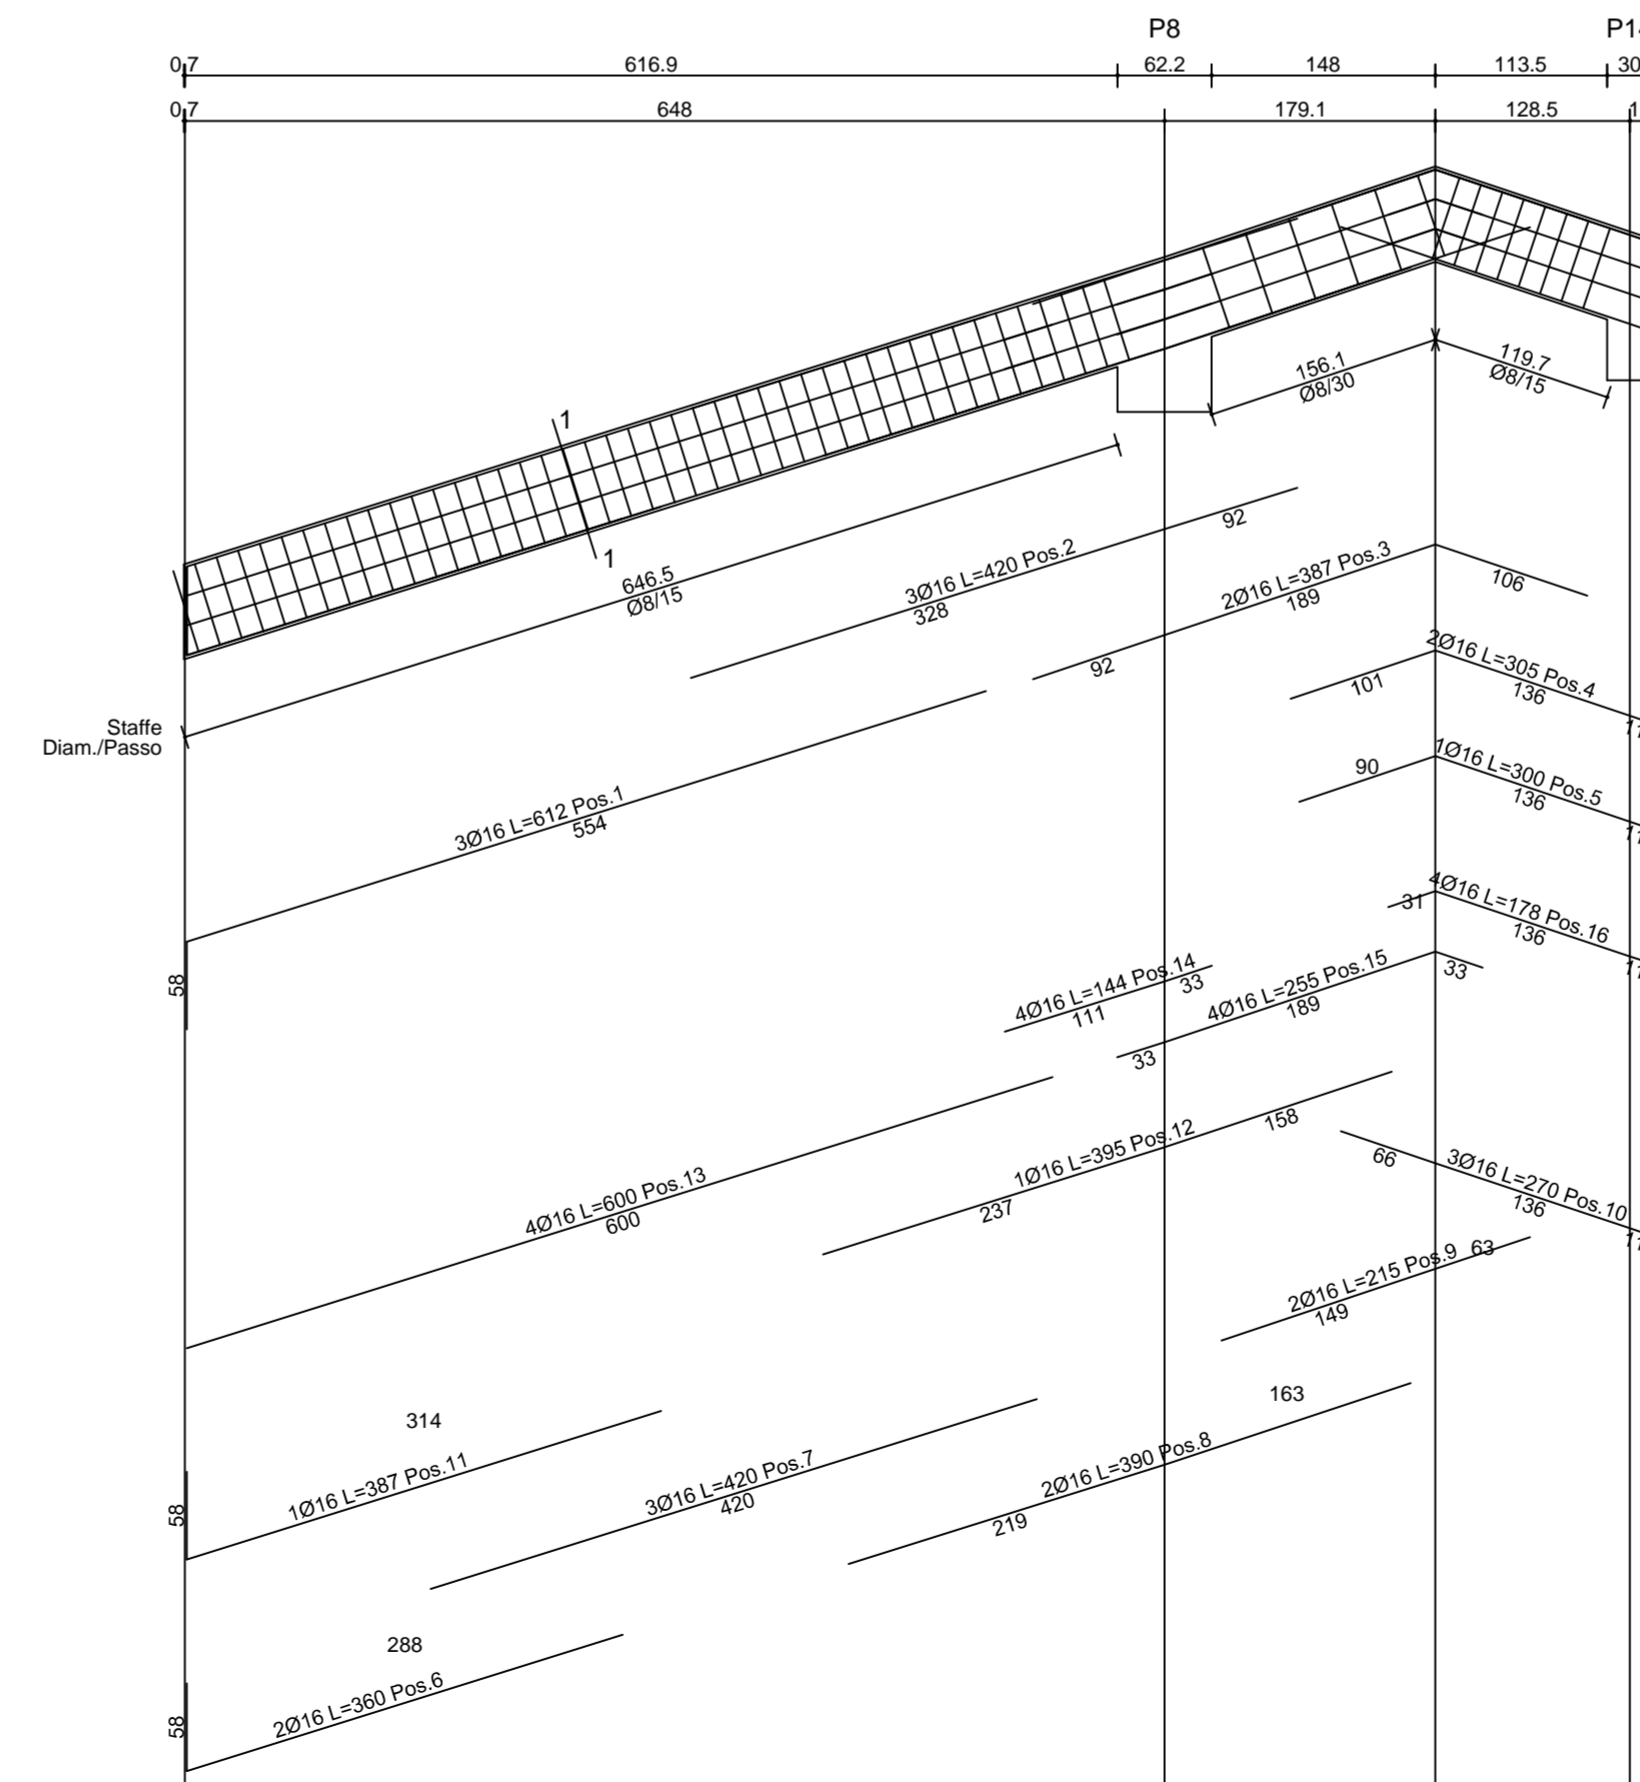 P8
P14
0.7 616.9 62.2 148 113.5 30
0.7 648 179.1 128.5
1
1
156.1
Ø8/30
119.7
Ø8/15
646.5
Ø8/15
Staffe
Diam./Passo
3Ø16 L=420 Pos.2
328
92
2Ø16 L=387 Pos.3
92
189
106
2Ø16 L=305 Pos.4
101
136
1Ø16 L=300 Pos.5
90
136
3Ø16 L=612 Pos.1
554
58
4Ø16 L=178 Pos.16
31
136
4Ø16 L=144 Pos.14
111
33
4Ø16 L=255 Pos.15
33
189
33
4Ø16 L=600 Pos.13
600
1Ø16 L=395 Pos.12
237
158
3Ø16 L=270 Pos.10
66
136
2Ø16 L=215 Pos.9
149
63
1Ø16 L=387 Pos.11
314
58
3Ø16 L=420 Pos.7
420
2Ø16 L=390 Pos.8
219
163
2Ø16 L=360 Pos.6
288
58